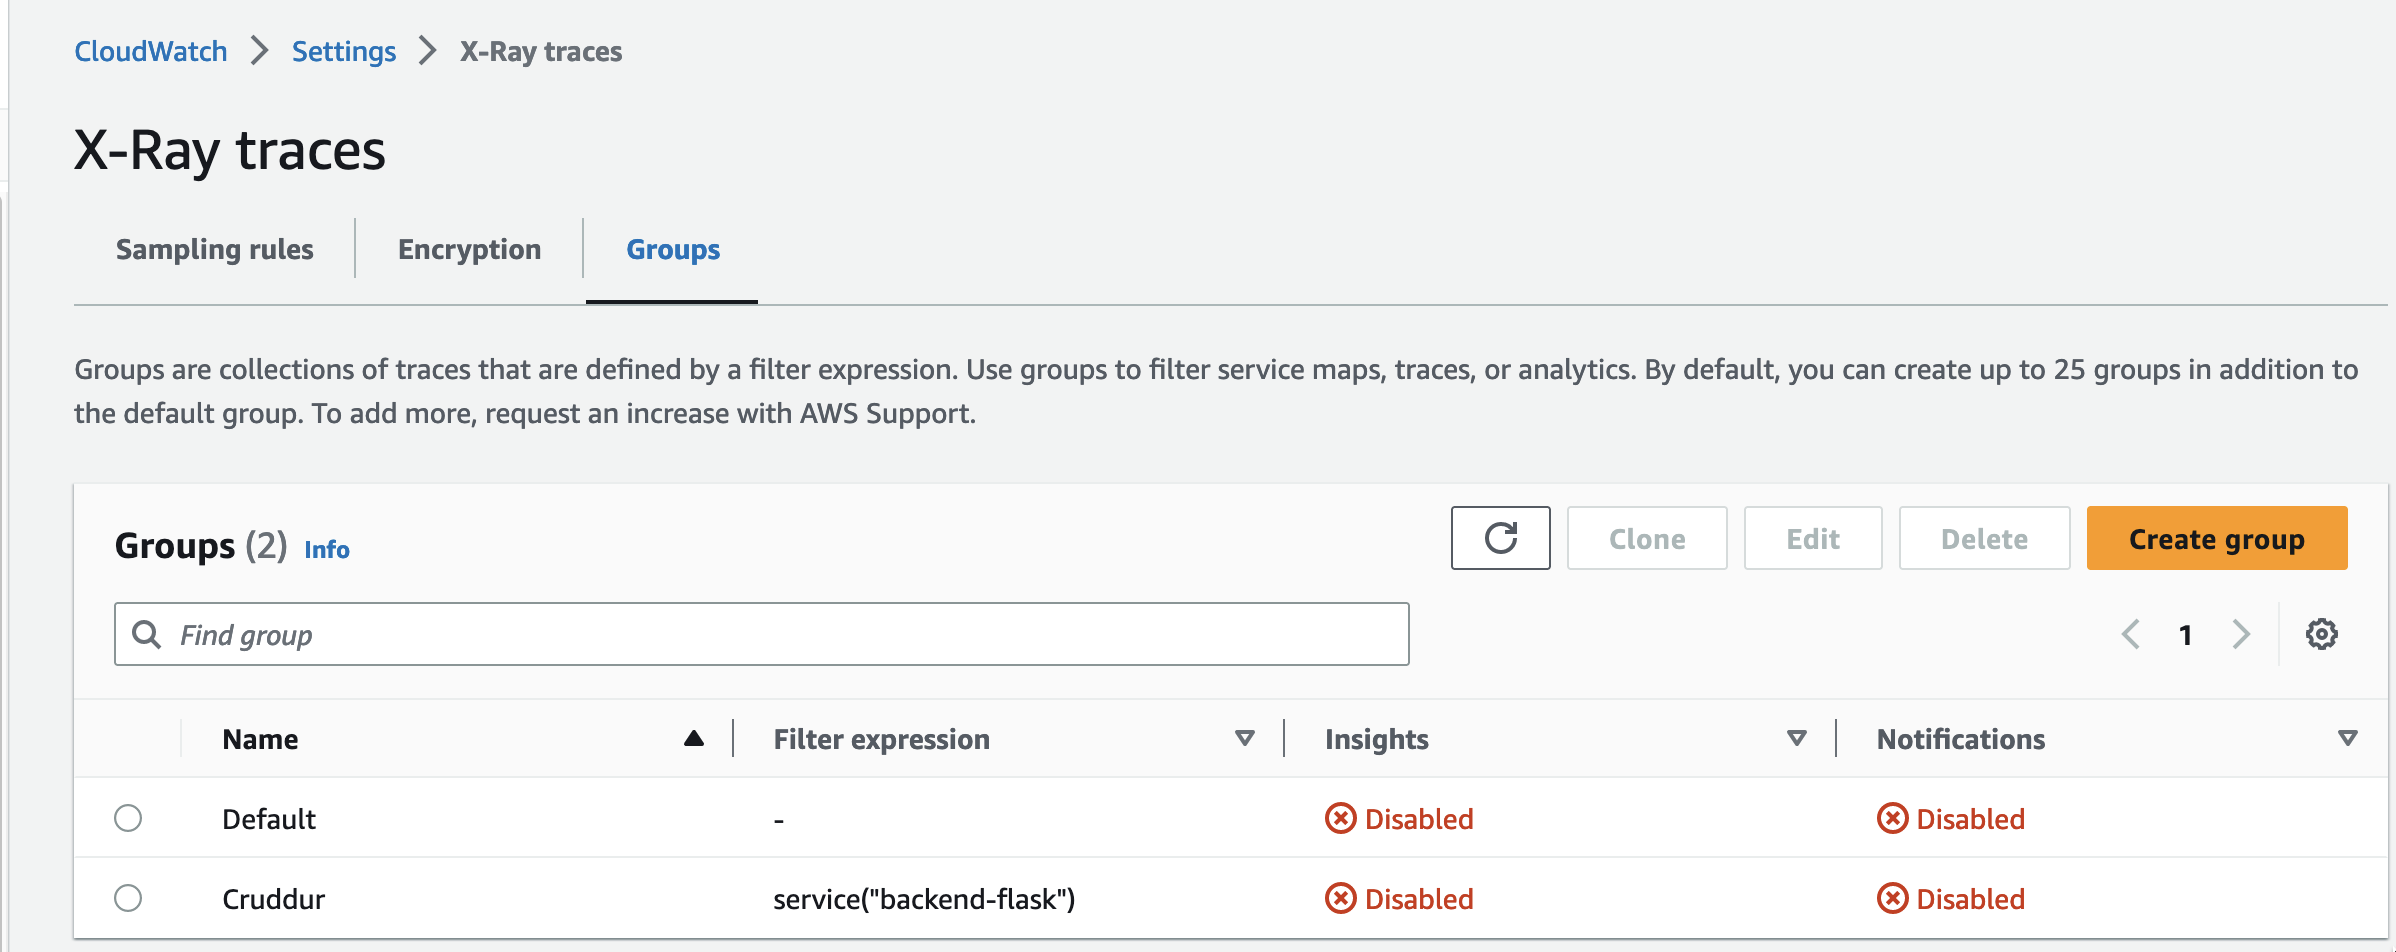 CloudWatch > Settings > X-Ray traces
X-Ray traces
Sampling rules
Encryption
Groups
Groups are collections of traces that are defined by a filter expression. Use groups to filter service maps, traces, or analytics. By default, you can create up to 25 groups in addition to
the default group. To add more, request an increase with AWS Support.
Groups (2) Info
Clone
Edit
Delete
Create group
Find group
1
Name
Filter expression
Insights
Notifications
Default - Disabled Disabled
Cruddur service("backend-flask") Disabled Disabled